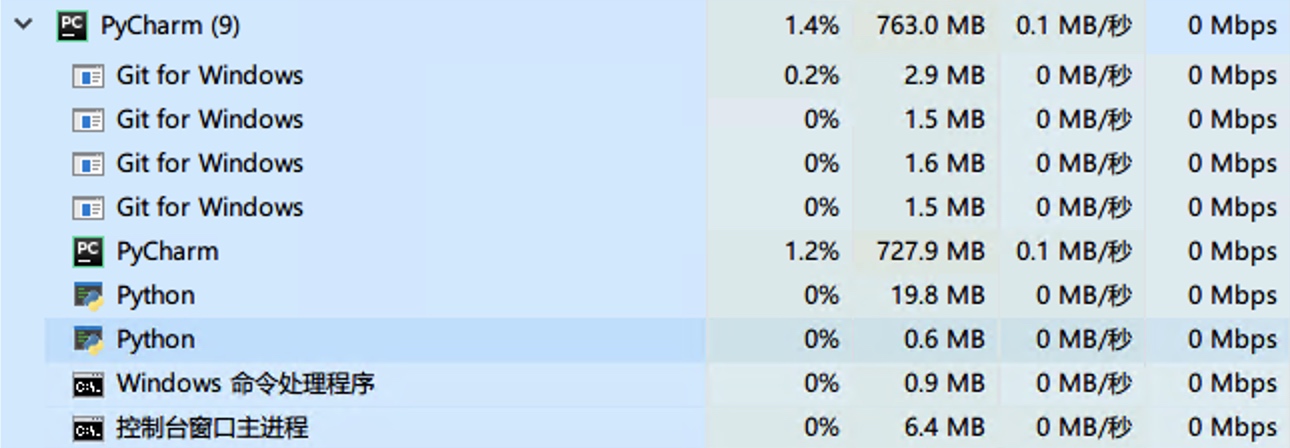 PyCharm (9) 1.4% 763.0 MB 0.1 MB/秒 0 Mbps
Git for Windows 0.2% 2.9 MB 0 MB/秒 0 Mbps
Git for Windows 0% 1.5 MB 0 MB/秒 0 Mbps
Git for Windows 0% 1.6 MB 0 MB/秒 0 Mbps
Git for Windows 0% 1.5 MB 0 MB/秒 0 Mbps
PyCharm 1.2% 727.9 MB 0.1 MB/秒 0 Mbps
Python 0% 19.8 MB 0 MB/秒 0 Mbps
Python 0% 0.6 MB 0 MB/秒 0 Mbps
Windows 命令处理程序 0% 0.9 MB 0 MB/秒 0 Mbps
控制台窗口主进程 0% 6.4 MB 0 MB/秒 0 Mbps